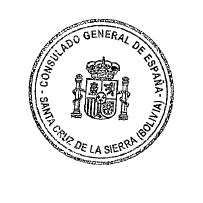 - CONSULADO GENERAL DE ESPAÑA -
SANTA CRUZ DE LA SIERRA (BOLIVIA)